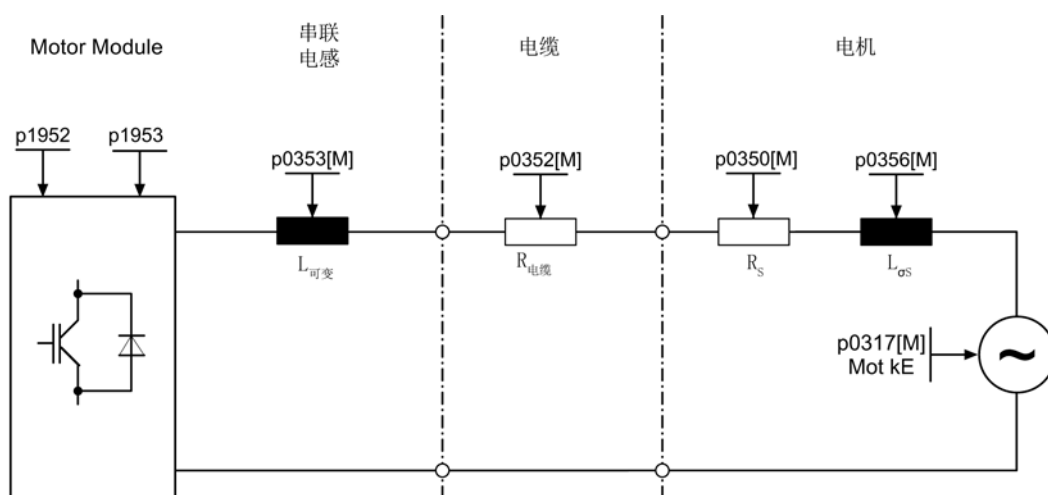 Motor Module
串联
电感
电缆
电机
p1952
p1953
p0353[M]
p0352[M]
p0350[M]
p0356[M]
L可变
R电缆
RS
LσS
p0317[M]
Mot kE
~